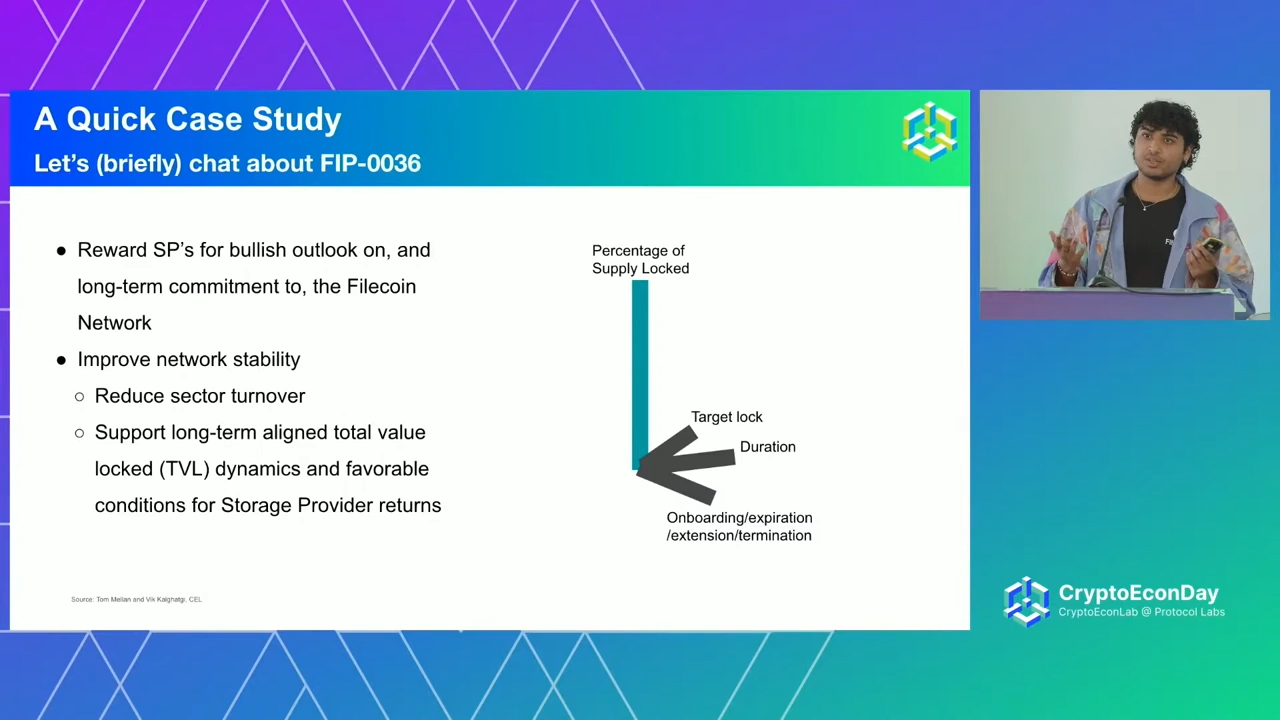 A Quick Case Study
Let's (briefly) chat about FIP-0036
● Reward SP's for bullish outlook on, and
long-term commitment to, the Filecoin
Network
● Improve network stability
○ Reduce sector turnover
○ Support long-term aligned total value
locked (TVL) dynamics and favorable
conditions for Storage Provider returns
Percentage of
Supply Locked
Target lock
Duration
Onboarding/expiration
/extension/termination
Source: Tom Mellan and Vik Kalghatgi, CEL
Fil
CryptoEconDay
CryptoEconLab @ Protocol Labs